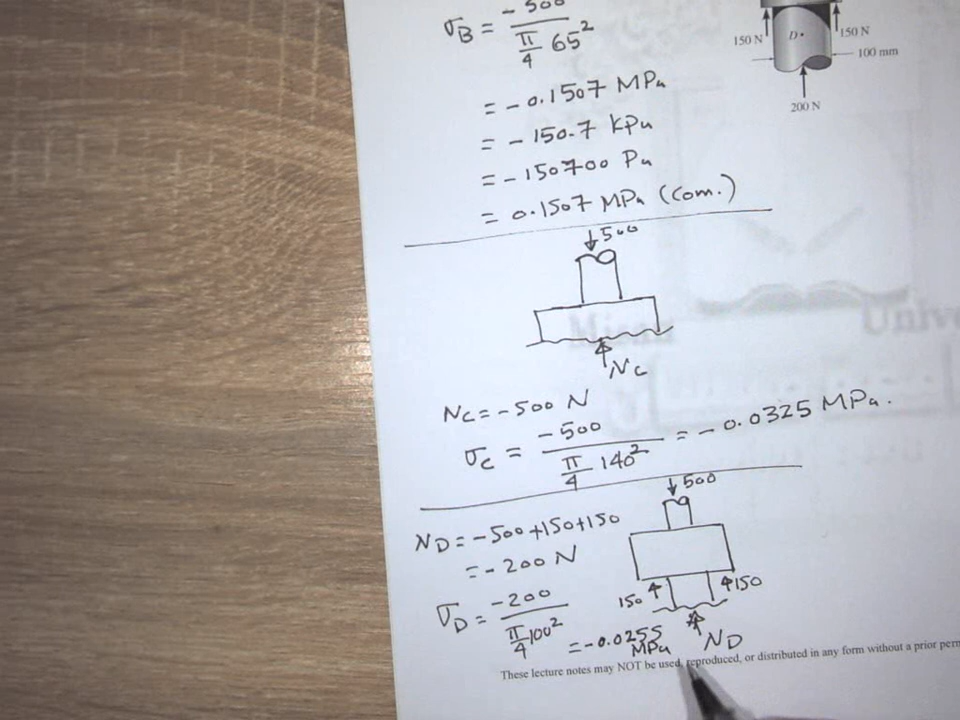 σB = -500
π/4 65²
= -0.1507 MPa
= -150.7 kPa
= -150700 Pa
= 0.1507 MPa (com.)
150 N
D
150 N
100 mm
200 N
500
NC
NC = -500 N
σC = -500 / π/4 140² = -0.0325 MPa.
500
ND = -500+150+150
= -200 N
150
150
ND
σD = -200 / π/4 100² = -0.0255 MPa
These lecture notes may NOT be used, reproduced, or distributed in any form without a prior